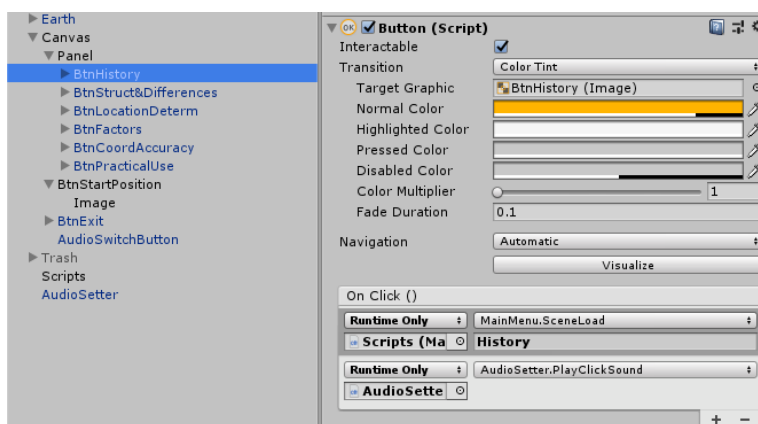 Earth
Canvas
Panel
BtnHistory
BtnStruct&Differences
BtnLocationDeterm
BtnFactors
BtnCoordAccuracy
BtnPracticalUse
BtnStartPosition
Image
BtnExit
AudioSwitchButton
Trash
Scripts
AudioSetter
OK Button (Script)
Interactable
Transition Color Tint
Target Graphic BtnHistory (Image)
Normal Color
Highlighted Color
Pressed Color
Disabled Color
Color Multiplier 1
Fade Duration 0.1
Navigation Automatic
Visualize
On Click ()
Runtime Only MainMenu.SceneLoad
Scripts (Ma History
Runtime Only AudioSetter.PlayClickSound
AudioSette
+ −